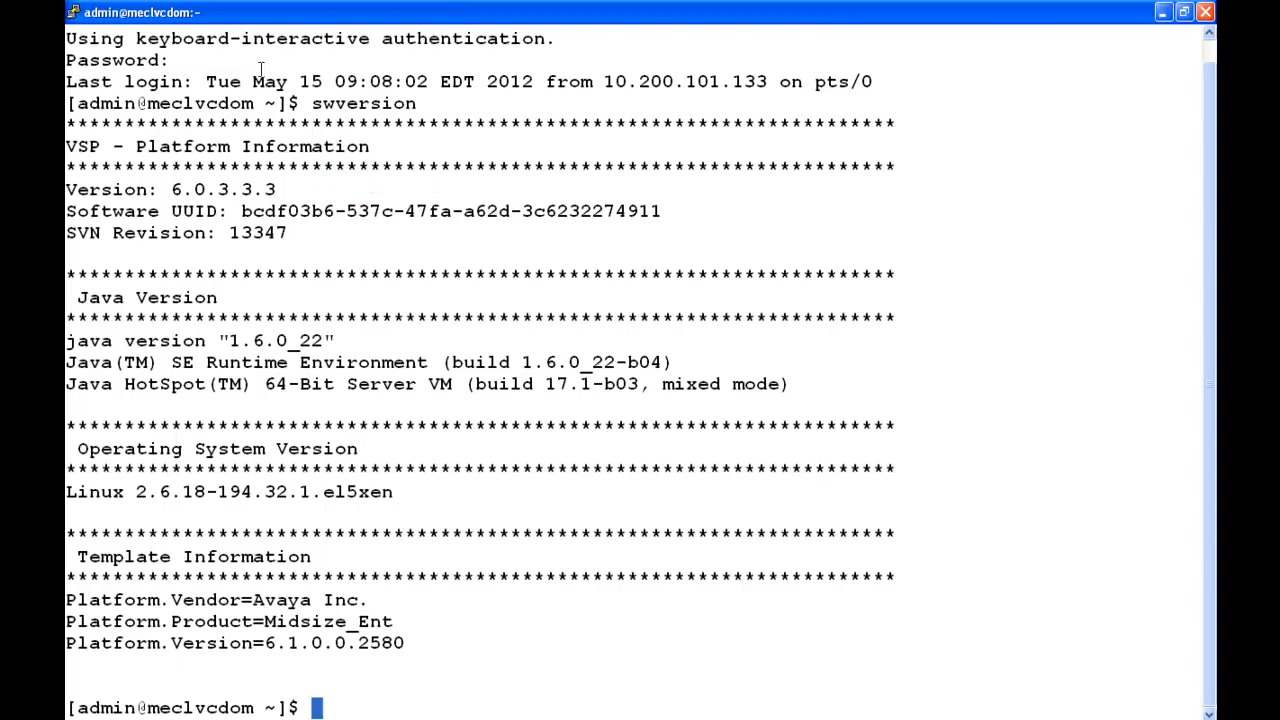 admin@meclvcdom:~
Using keyboard-interactive authentication.
Password:
Last login: Tue May 15 09:08:02 EDT 2012 from 10.200.101.133 on pts/0
[admin@meclvcdom ~]$ swversion
***********************************************************************
VSP - Platform Information
***********************************************************************
Version: 6.0.3.3.3
Software UUID: bcdf03b6-537c-47fa-a62d-3c6232274911
SVN Revision: 13347
***********************************************************************
Java Version
***********************************************************************
java version "1.6.0_22"
Java(TM) SE Runtime Environment (build 1.6.0_22-b04)
Java HotSpot(TM) 64-Bit Server VM (build 17.1-b03, mixed mode)
***********************************************************************
Operating System Version
***********************************************************************
Linux 2.6.18-194.32.1.el5xen
***********************************************************************
Template Information
***********************************************************************
Platform.Vendor=Avaya Inc.
Platform.Product=Midsize_Ent
Platform.Version=6.1.0.0.2580
[admin@meclvcdom ~]$